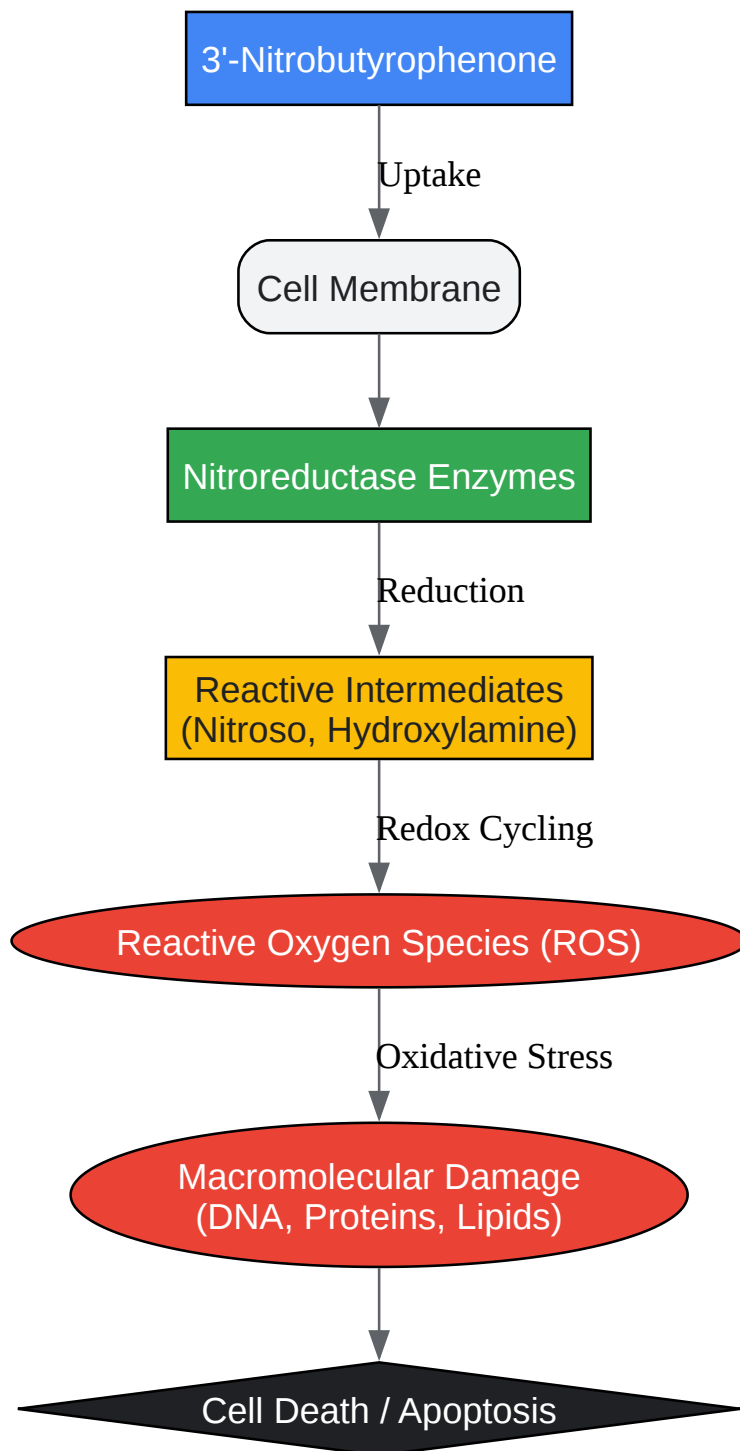 3'-Nitrobutyrophenone
Uptake
Cell Membrane
Nitroreductase Enzymes
Reduction
Reactive Intermediates
(Nitroso, Hydroxylamine)
Redox Cycling
Reactive Oxygen Species (ROS)
Oxidative Stress
Macromolecular Damage
(DNA, Proteins, Lipids)
Cell Death / Apoptosis